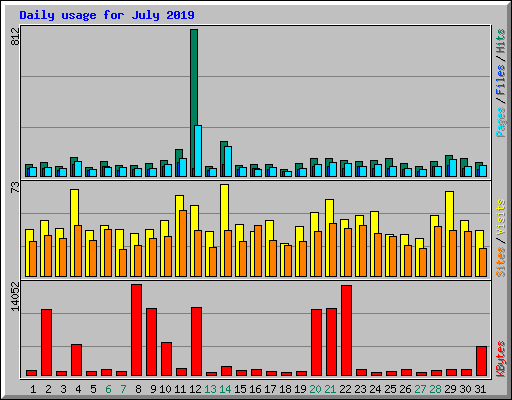 Daily usage for July 2019
812
Pages / Files / Hits
73
Sites / Visits
14052
KBytes
1 2 3 4 5 6 7 8 9 10 11 12 13 14 15 16 17 18 19 20 21 22 23 24 25 26 27 28 29 30 31